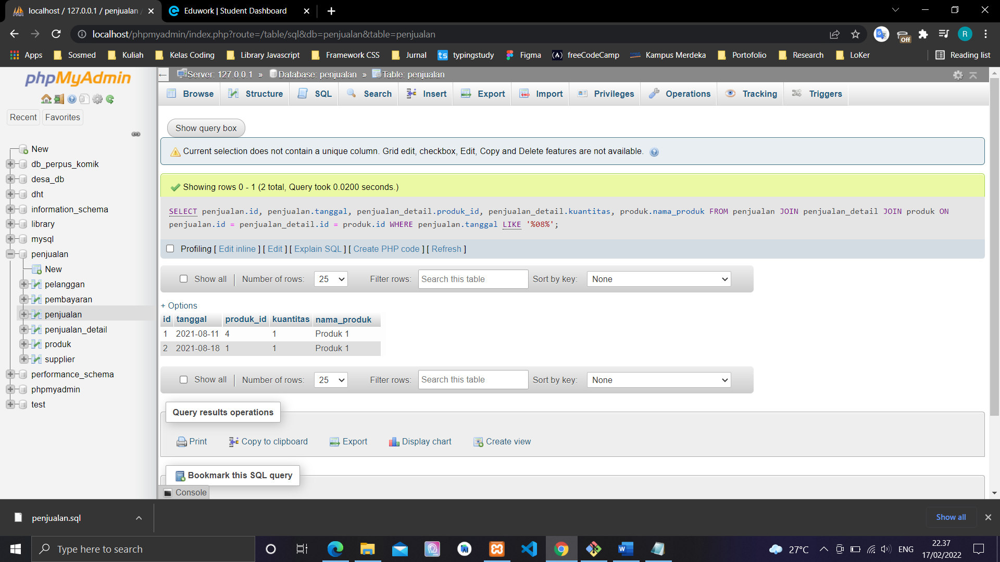 localhost / 127.0.0.1 / penjualan /
Eduwork | Student Dashboard
localhost/phpmyadmin/index.php?route=/table/sql&db=penjualan&table=penjualan
Off
R
Apps
Sosmed
Kuliah
Kelas Coding
Library Javascript
Framework CSS
Jurnal
ts typingstudy
Figma
(A) freeCodeCamp
Kampus Merdeka
Portofolio
Research
LoKer
Reading list
phpMyAdmin
Recent
Favorites
New
db_perpus_komik
desa_db
dht
information_schema
library
mysql
penjualan
New
pelanggan
pembayaran
penjualan
penjualan_detail
produk
supplier
performance_schema
phpmyadmin
test
Server: 127.0.0.1 » Database: penjualan » Table: penjualan
Browse
Structure
SQL
Search
Insert
Export
Import
Privileges
Operations
Tracking
Triggers
Show query box
Current selection does not contain a unique column. Grid edit, checkbox, Edit, Copy and Delete features are not available.
Showing rows 0 - 1 (2 total, Query took 0.0200 seconds.)
SELECT penjualan.id, penjualan.tanggal, penjualan_detail.produk_id, penjualan_detail.kuantitas, produk.nama_produk FROM penjualan JOIN penjualan_detail JOIN produk ON
penjualan.id = penjualan_detail.id = produk.id WHERE penjualan.tanggal LIKE '%08%';
Profiling [ Edit inline ] [ Edit ] [ Explain SQL ] [ Create PHP code ] [ Refresh ]
Show all | Number of rows: 25 Filter rows: Search this table Sort by key: None
+ Options
id tanggal produk_id kuantitas nama_produk
1 2021-08-11 4 1 Produk 1
2 2021-08-18 1 1 Produk 1
Show all | Number of rows: 25 Filter rows: Search this table Sort by key: None
Query results operations
Print
Copy to clipboard
Export
Display chart
Create view
Bookmark this SQL query
Console
penjualan.sql
Show all
Type here to search
27°C
ENG
22.37
17/02/2022